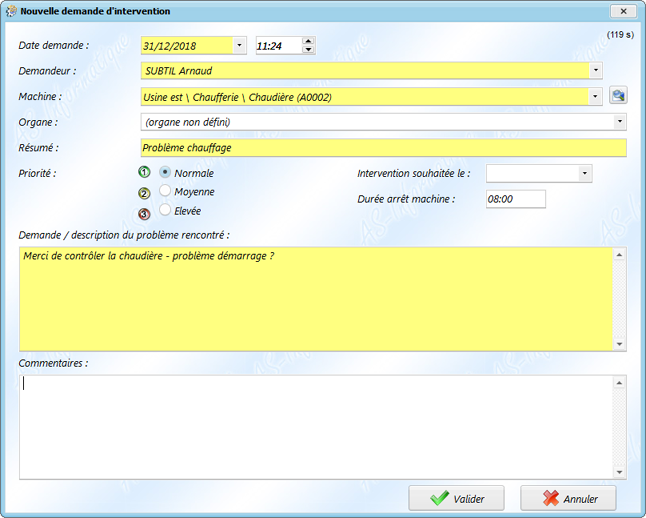 Nouvelle demande d'intervention
(119 s)
Date demande : 31/12/2018 11:24
Demandeur : SUBTIL Arnaud
Machine : Usine est \ Chaufferie \ Chaudière (A0002)
Organe : (organe non défini)
Résumé : Problème chauffage
Priorité : 1 Normale Intervention souhaitée le :
2 Moyenne Durée arrêt machine : 08:00
3 Elevée
Demande / description du problème rencontré :
Merci de contrôler la chaudière - problème démarrage ?
Commentaires :
Valider Annuler